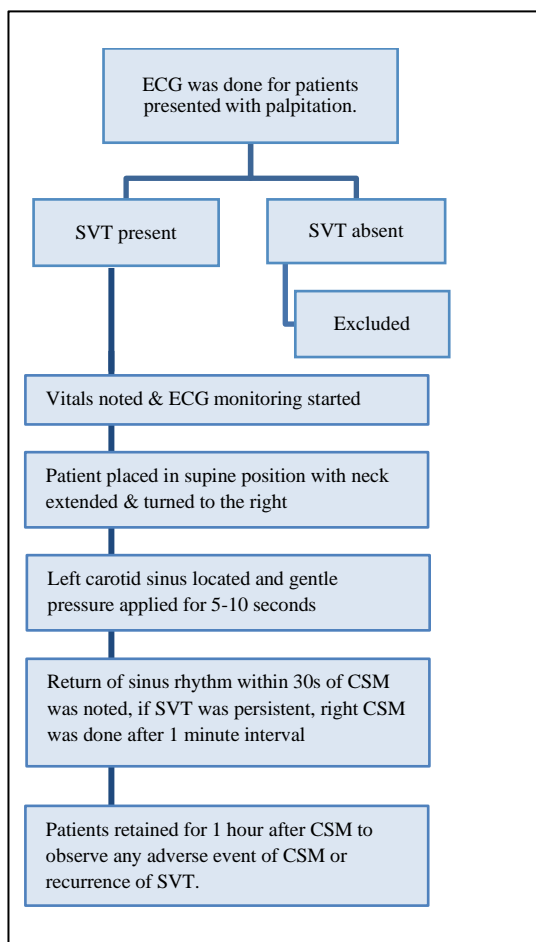 ECG was done for patients
presented with palpitation.
SVT present
SVT absent
Excluded
Vitals noted & ECG monitoring started
Patient placed in supine position with neck
extended & turned to the right
Left carotid sinus located and gentle
pressure applied for 5-10 seconds
Return of sinus rhythm within 30s of CSM
was noted, if SVT was persistent, right CSM
was done after 1 minute interval
Patients retained for 1 hour after CSM to
observe any adverse event of CSM or
recurrence of SVT.